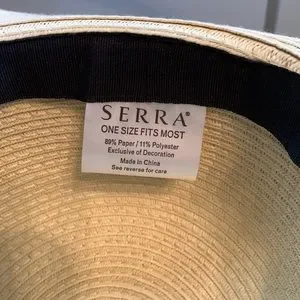 SERRA®
ONE SIZE FITS MOST
89% Paper / 11% Polyester
Exclusive of Decoration
Made in China
See reverse for care